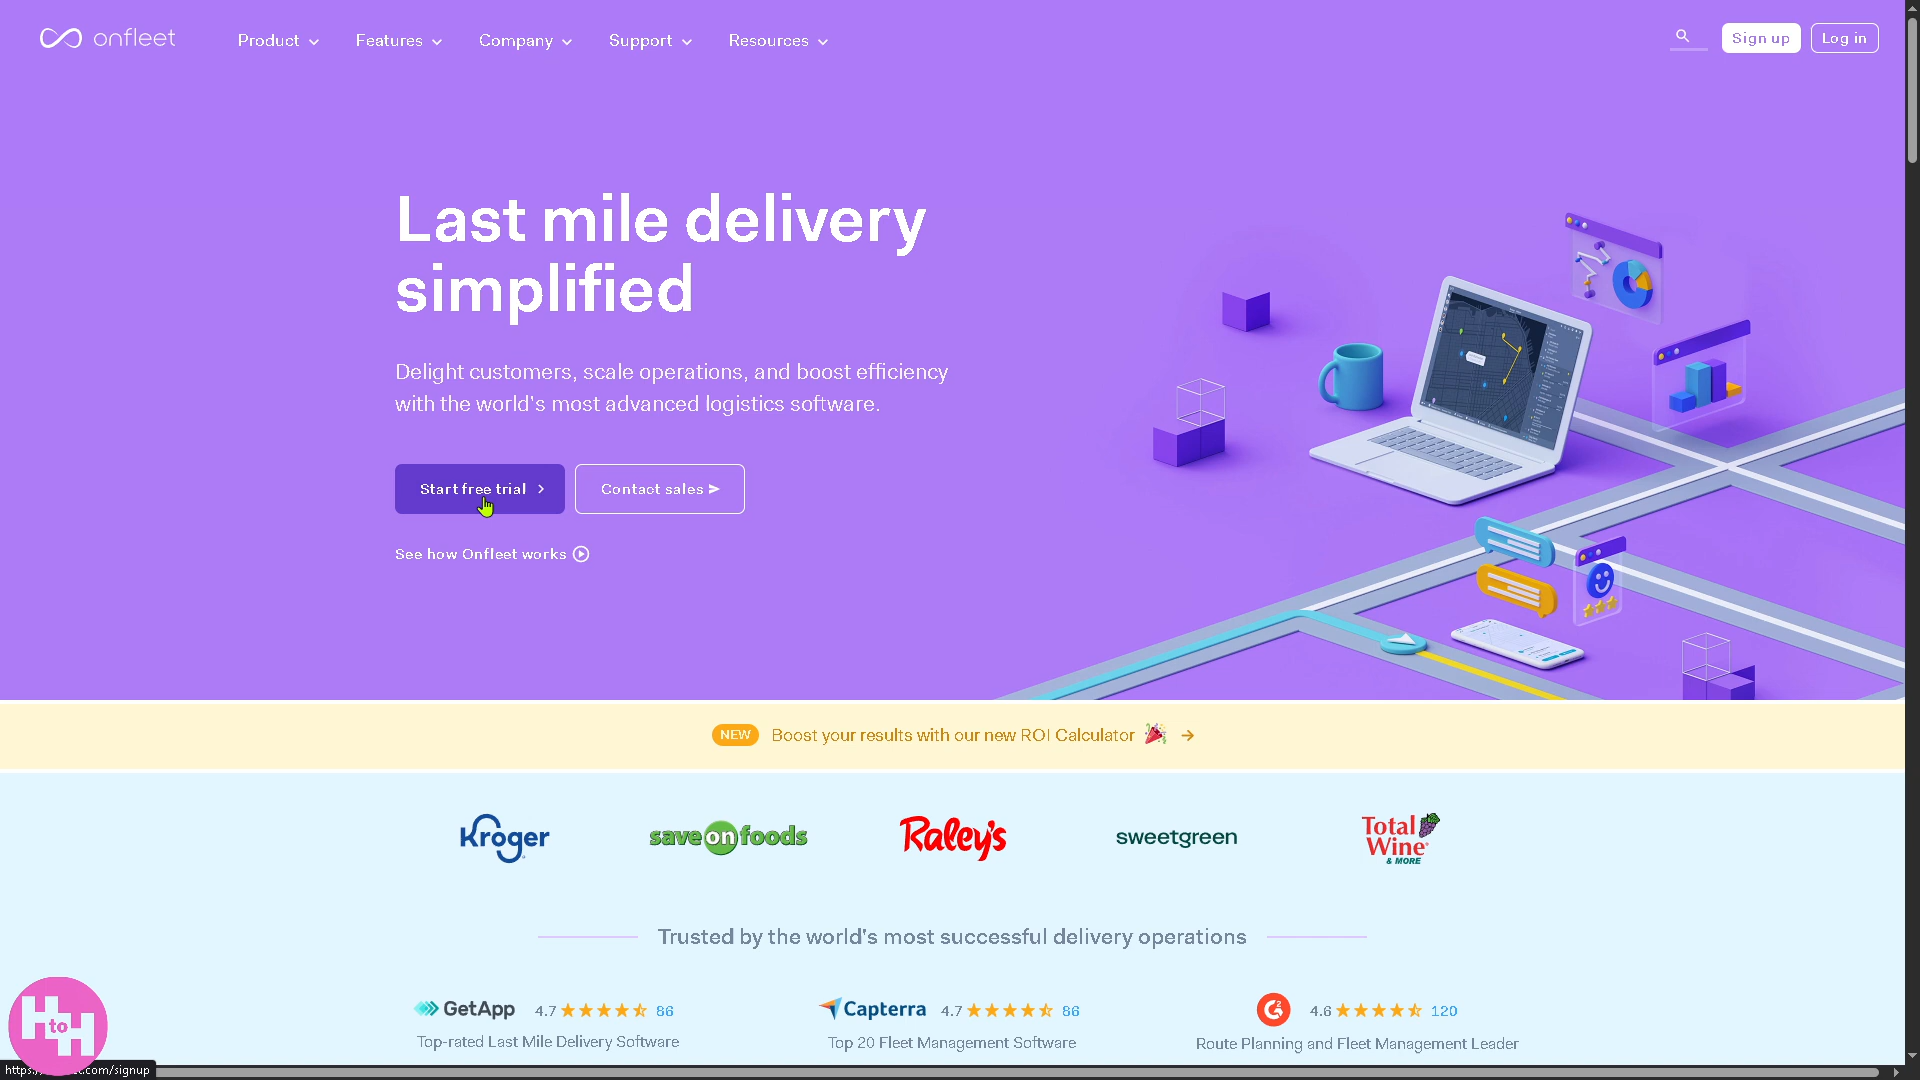 onfleet
Product
Features
Company
Support
Resources
Sign up
Log in
Last mile delivery
simplified
Delight customers, scale operations, and boost efficiency
with the world's most advanced logistics software.
Start free trial
Contact sales
See how Onfleet works
NEW Boost your results with our new ROI Calculator
Kroger
save on foods
Raley's
sweetgreen
Total
Wine
& MORE
Trusted by the world's most successful delivery operations
GetApp 4.7 86
Top-rated Last Mile Delivery Software
Capterra 4.7 86
Top 20 Fleet Management Software
G2 4.6 120
Route Planning and Fleet Management Leader
H to H
.com/signup